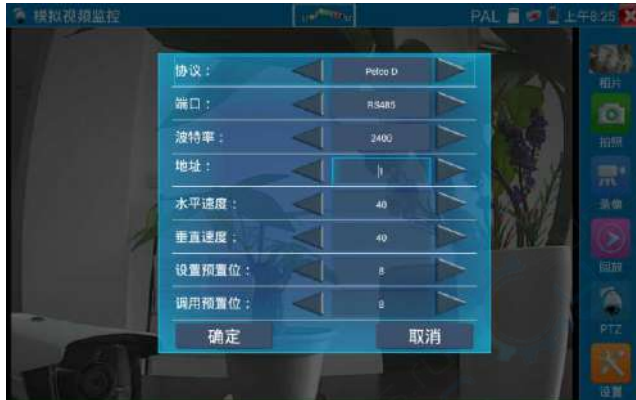 模拟视频监控 PAL 上午8:25
协议： Pelco D
端口： RS485
波特率： 2400
地址： 1
水平速度： 40
垂直速度： 40
设置预置位： 8
调用预置位： 8
确定 取消
相片
拍照
录像
回放
PTZ
设置